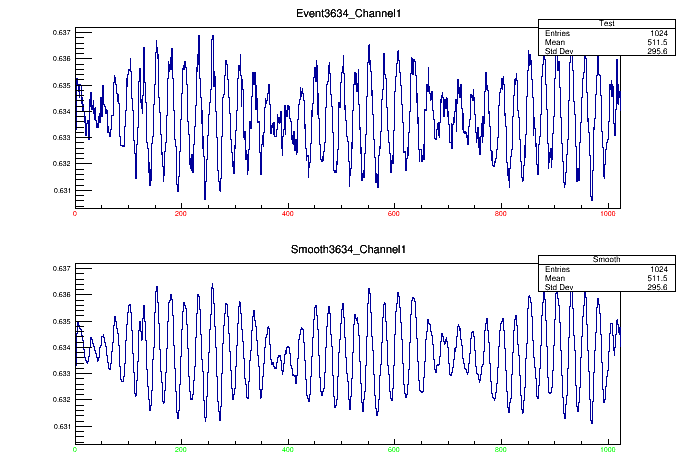 Event3634_Channel1
Test
Entries 1024
Mean 511.5
Std Dev 295.6
0.637
0.636
0.635
0.634
0.633
0.632
0.631
0 200 400 600 800 1000
Smooth3634_Channel1
Smooth
Entries 1024
Mean 511.5
Std Dev 295.6
0.637
0.636
0.635
0.634
0.633
0.632
0.631
0 200 400 600 800 1000